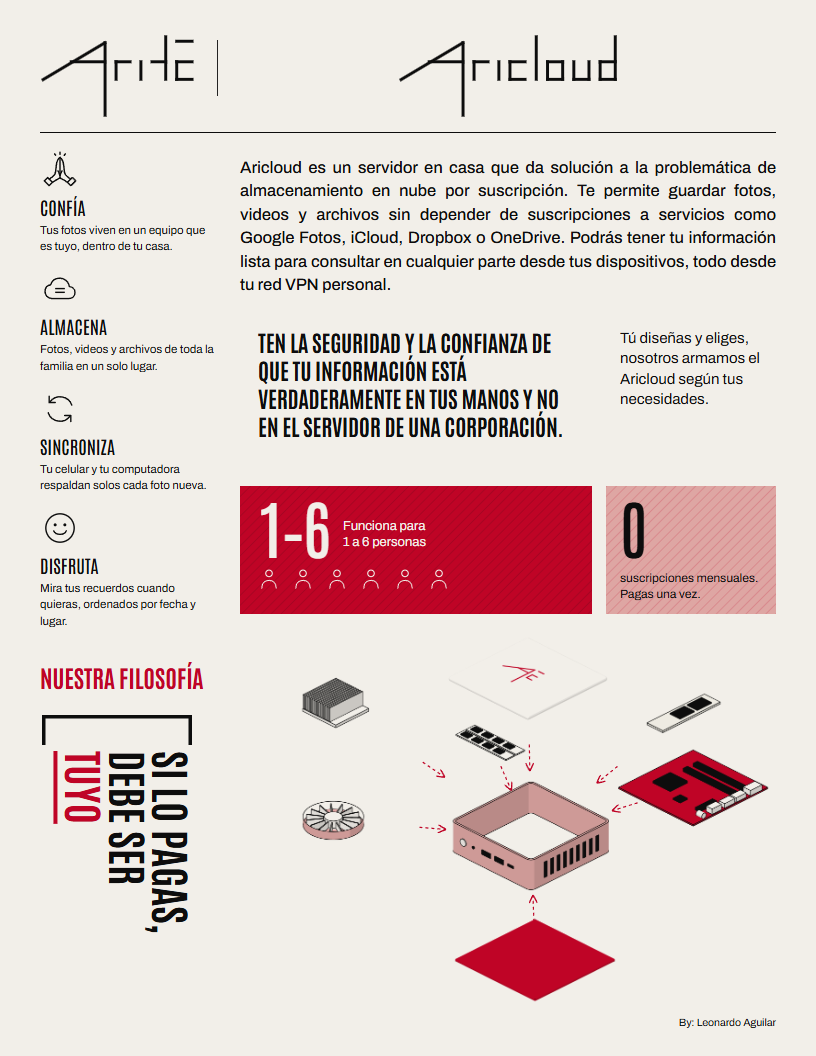 Aritē
Aricloud
CONFÍA
Tus fotos viven en un equipo que
es tuyo, dentro de tu casa.
ALMACENA
Fotos, videos y archivos de toda la
familia en un solo lugar.
SINCRONIZA
Tu celular y tu computadora
respaldan solos cada foto nueva.
DISFRUTA
Mira tus recuerdos cuando
quieras, ordenados por fecha y
lugar.
Aricloud es un servidor en casa que da solución a la problemática de
almacenamiento en nube por suscripción. Te permite guardar fotos,
videos y archivos sin depender de suscripciones a servicios como
Google Fotos, iCloud, Dropbox o OneDrive. Podrás tener tu información
lista para consultar en cualquier parte desde tus dispositivos, todo desde
tu red VPN personal.
TEN LA SEGURIDAD Y LA CONFIANZA DE
QUE TU INFORMACIÓN ESTÁ
VERDADERAMENTE EN TUS MANOS Y NO
EN EL SERVIDOR DE UNA CORPORACIÓN.
Tú diseñas y eliges,
nosotros armamos el
Aricloud según tus
necesidades.
1-6
Funciona para
1 a 6 personas
0
suscripciones mensuales.
Pagas una vez.
NUESTRA FILOSOFÍA
SI LO PAGAS,
DEBE SER
TUYO
By: Leonardo Aguilar